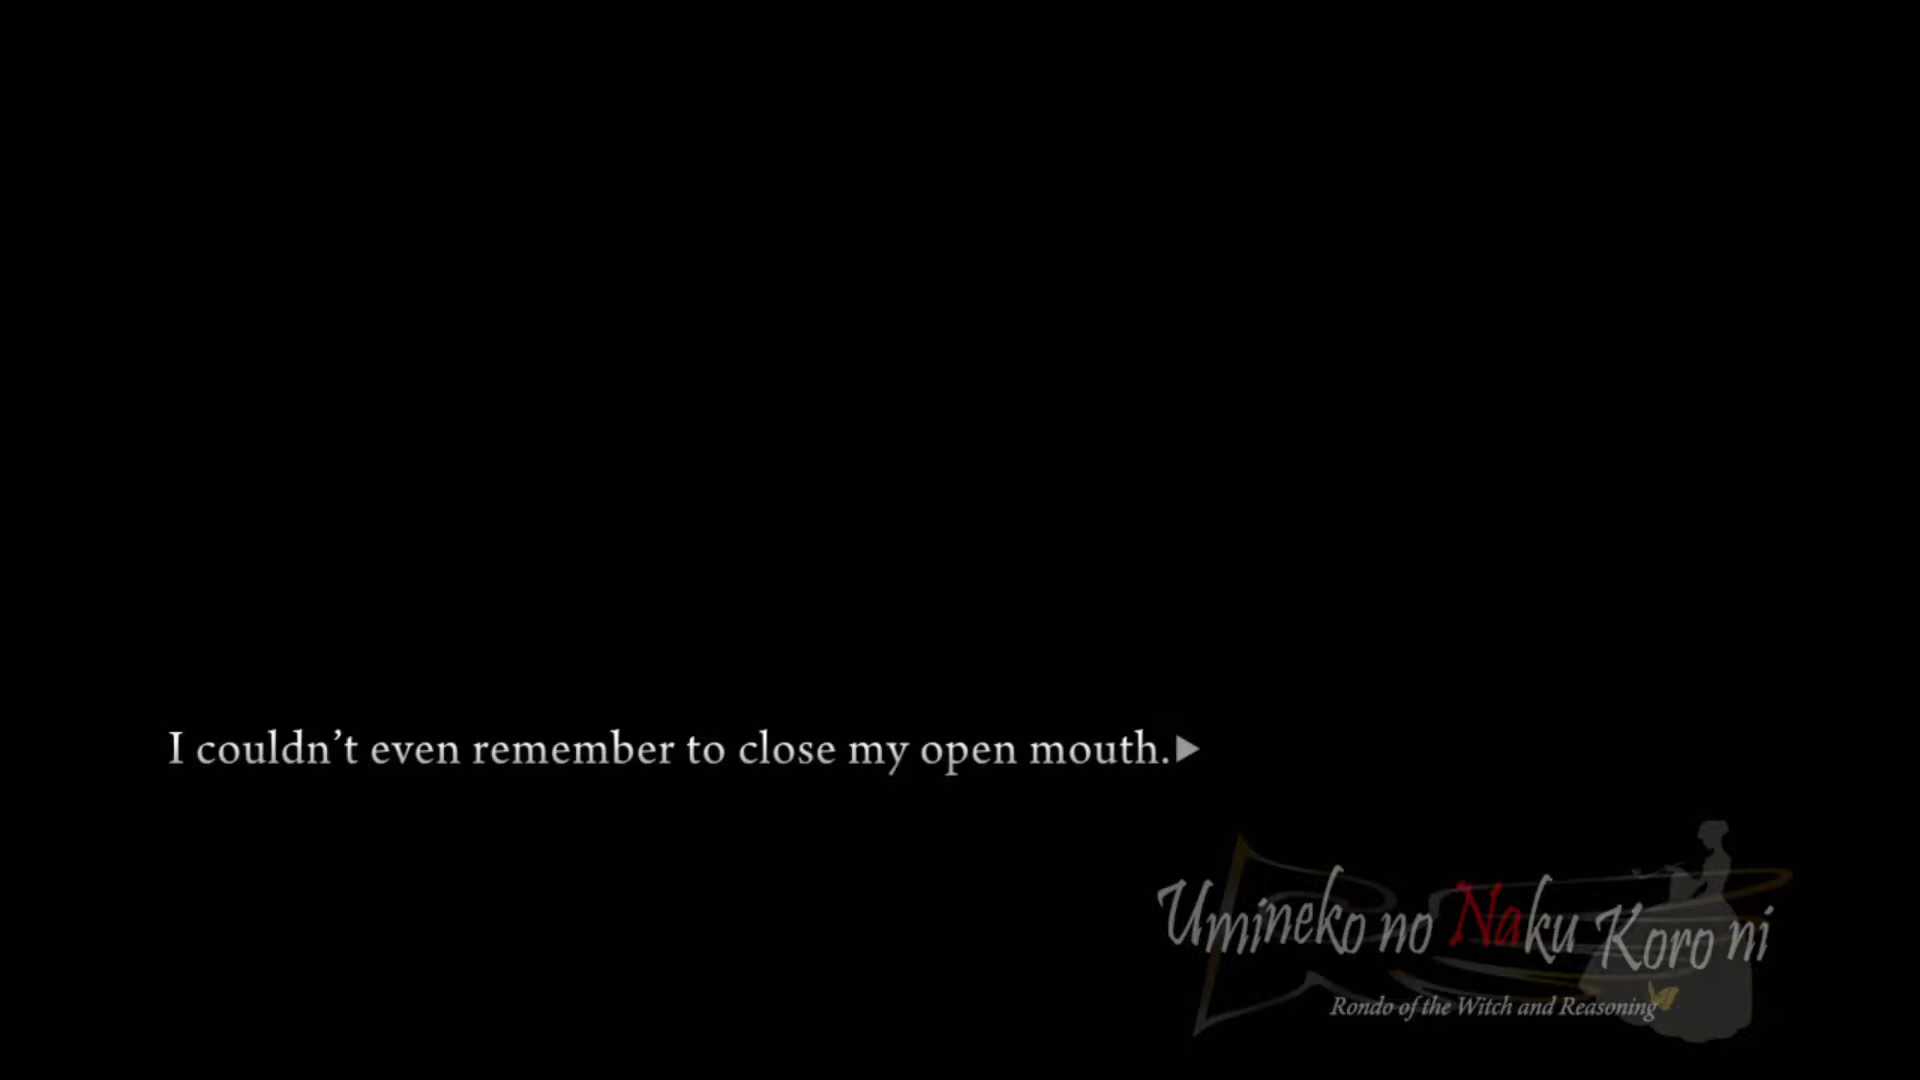 I couldn’t even remember to close my open mouth.
Umineko no Naku Koro ni
Rondo of the Witch and Reasoning